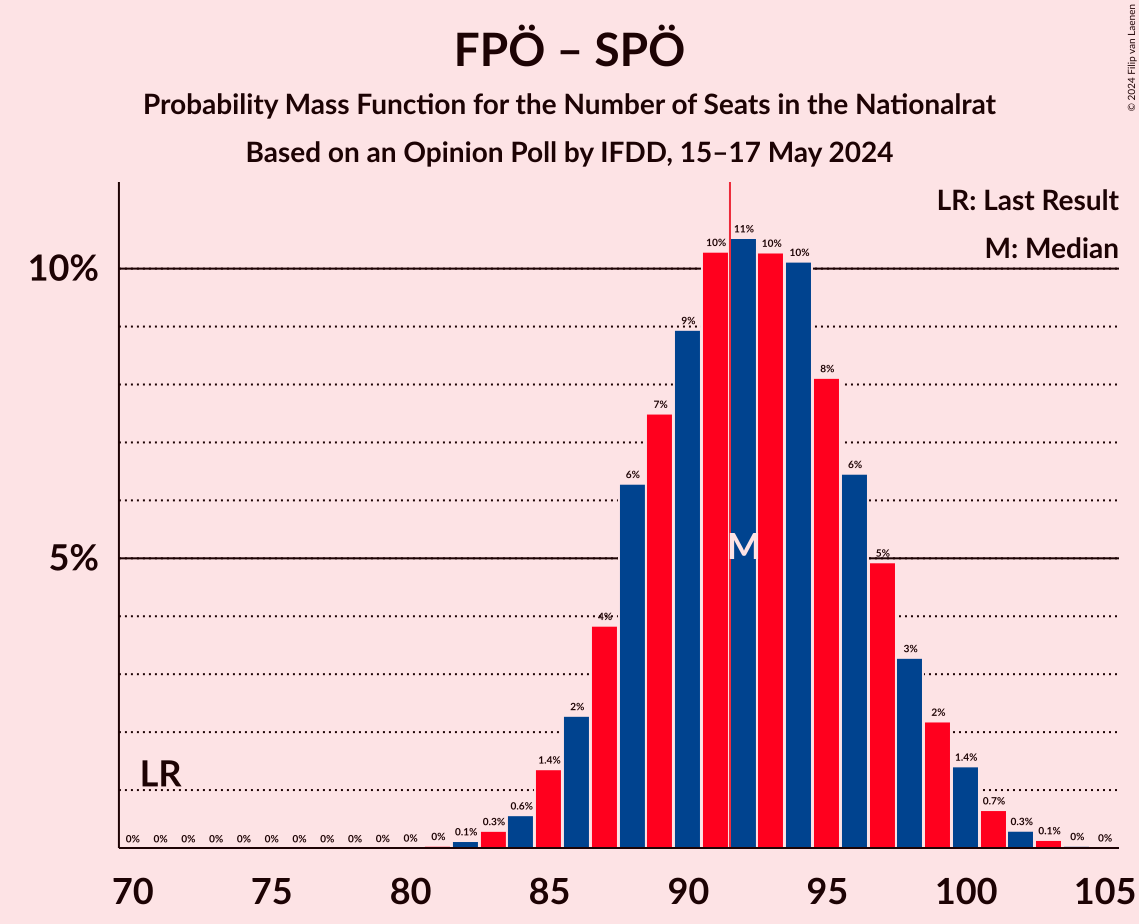 FPÖ – SPÖ
Probability Mass Function for the Number of Seats in the Nationalrat
Based on an Opinion Poll by IFDD, 15–17 May 2024
© 2024 Filip van Laenen
LR: Last Result
M: Median
10%
5%
LR
M
0% 0% 0% 0% 0% 0% 0% 0% 0% 0% 0% 0% 0.1% 0.3% 0.6% 1.4% 2% 4% 6% 7% 9% 10% 11% 10% 10% 8% 6% 5% 3% 2% 1.4% 0.7% 0.3% 0.1% 0% 0%
70 75 80 85 90 95 100 105